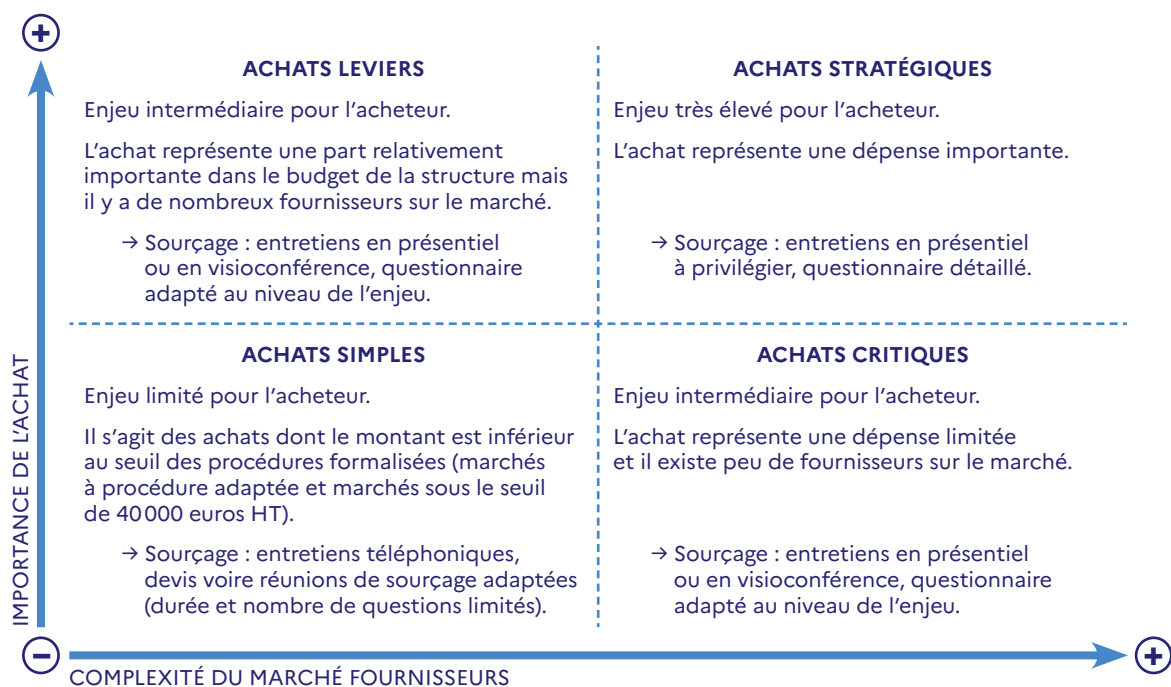 +
ACHATS LEVIERS
Enjeu intermédiaire pour l'acheteur.
L'achat représente une part relativement
importante dans le budget de la structure mais
il y a de nombreux fournisseurs sur le marché.
→ Sourçage : entretiens en présentiel
ou en visioconférence, questionnaire
adapté au niveau de l'enjeu.
ACHATS STRATÉGIQUES
Enjeu très élevé pour l'acheteur.
L'achat représente une dépense importante.
→ Sourçage : entretiens en présentiel
à privilégier, questionnaire détaillé.
ACHATS SIMPLES
Enjeu limité pour l'acheteur.
Il s'agit des achats dont le montant est inférieur
au seuil des procédures formalisées (marchés
à procédure adaptée et marchés sous le seuil
de 40 000 euros HT).
→ Sourçage : entretiens téléphoniques,
devis voire réunions de sourçage adaptées
(durée et nombre de questions limités).
ACHATS CRITIQUES
Enjeu intermédiaire pour l'acheteur.
L'achat représente une dépense limitée
et il existe peu de fournisseurs sur le marché.
→ Sourçage : entretiens en présentiel
ou en visioconférence, questionnaire
adapté au niveau de l'enjeu.
IMPORTANCE DE L'ACHAT
−
+
COMPLEXITÉ DU MARCHÉ FOURNISSEURS